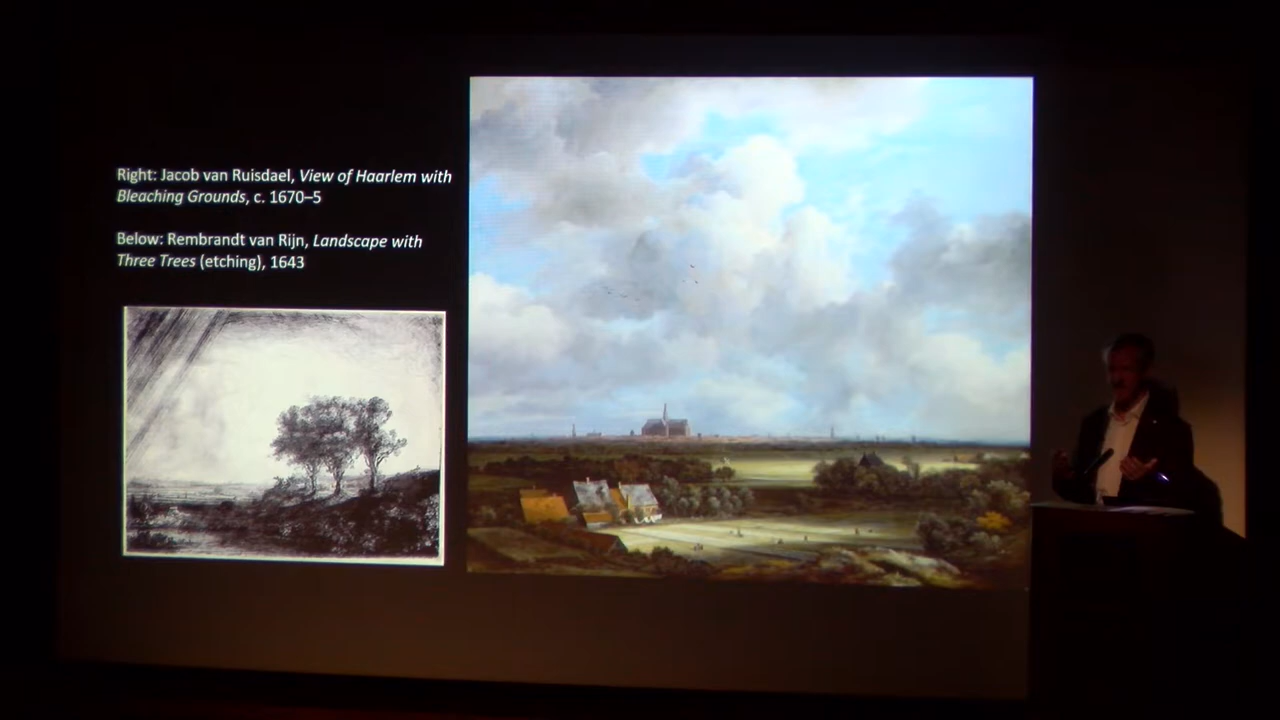 Right: Jacob van Ruisdael, View of Haarlem with
Bleaching Grounds, c. 1670–5
Below: Rembrandt van Rijn, Landscape with
Three Trees (etching), 1643